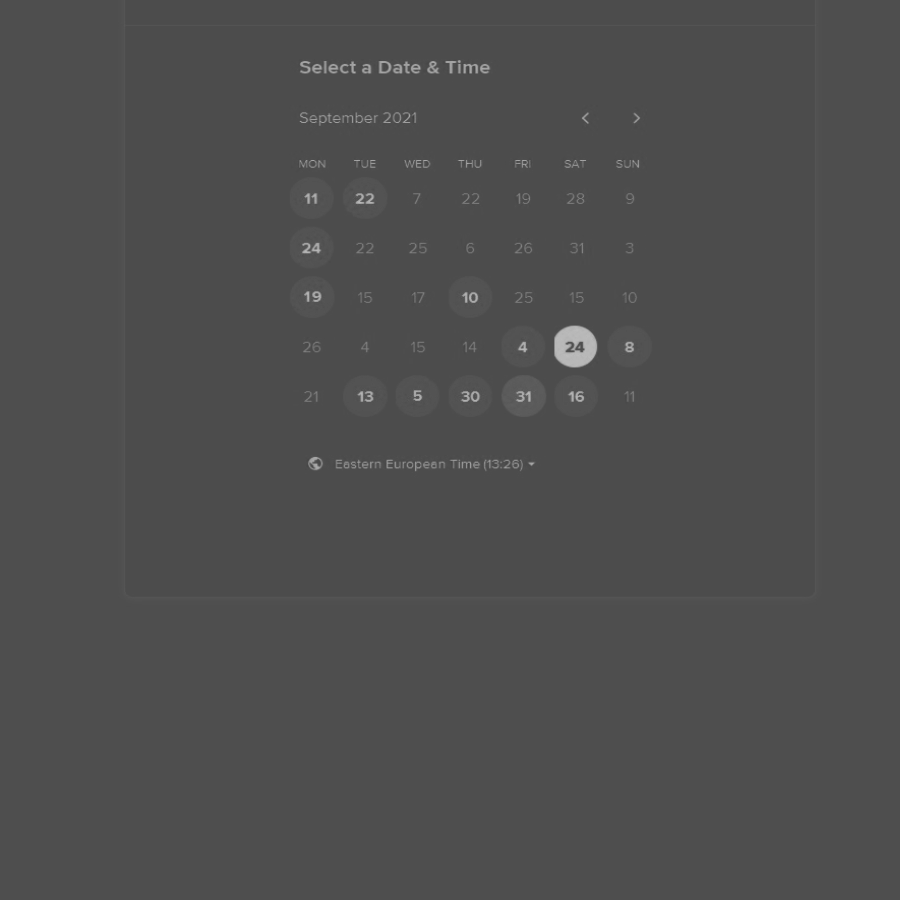 Select a Date & Time
September 2021
MON TUE WED THU FRI SAT SUN
11 22 7 22 19 28 9
24 22 25 6 26 31 3
19 15 17 10 25 15 10
26 4 15 14 4 24 8
21 13 5 30 31 16 11
Eastern European Time (13:26)